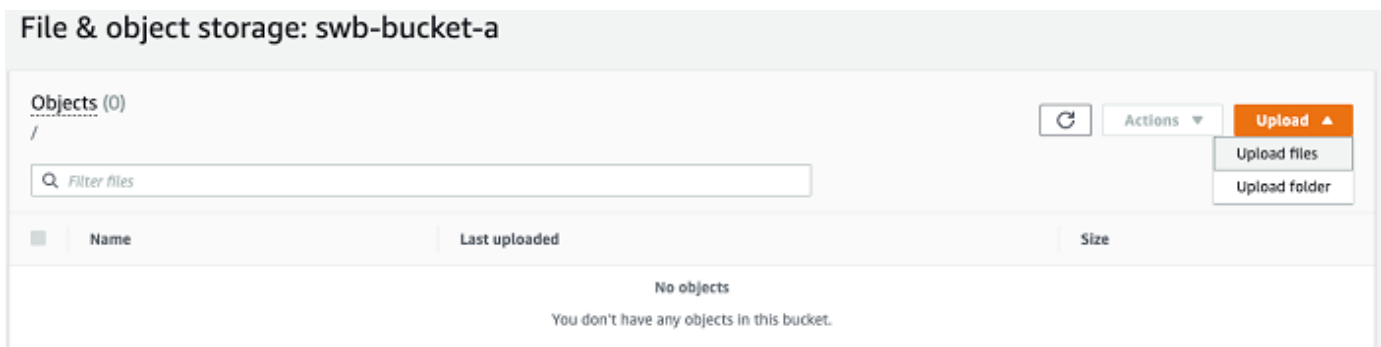 File & object storage: swb-bucket-a
Objects (0)
/
Actions
Upload
Upload files
Upload folder
Filter files
Name Last uploaded Size
No objects
You don't have any objects in this bucket.